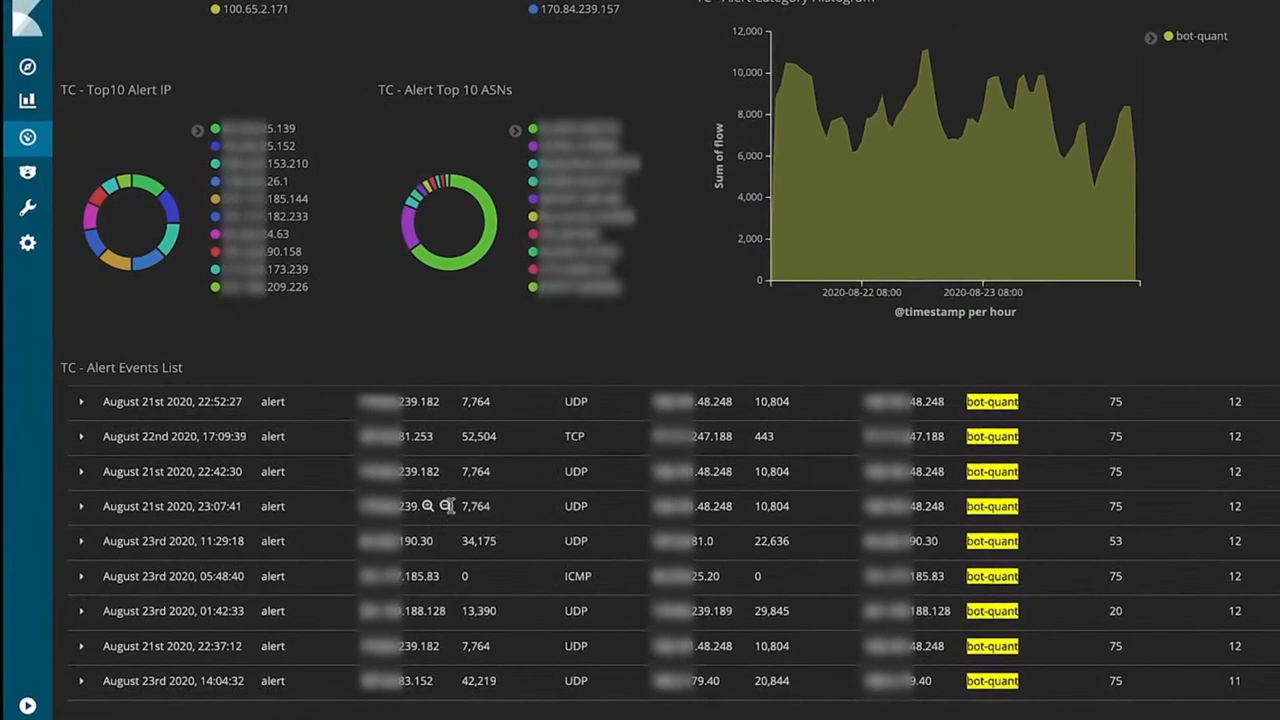 100.65.2.171
170.84.239.157
TC - Alert Category Histogram
bot-quant
TC - Top10 Alert IP
5.139
5.152
153.210
26.1
185.144
182.233
4.63
90.158
173.239
209.226
TC - Alert Top 10 ASNs
Sum of flow
12,000
10,000
8,000
6,000
4,000
2,000
0
2020-08-22 08:00 2020-08-23 08:00
@timestamp per hour
TC - Alert Events List
August 21st 2020, 22:52:27 alert 239.182 7,764 UDP .48.248 10,804 48.248 bot-quant 75 12
August 22nd 2020, 17:09:39 alert 81.253 52,504 TCP 247.188 443 47.188 bot-quant 75 12
August 21st 2020, 22:42:30 alert 239.182 7,764 UDP .48.248 10,804 48.248 bot-quant 75 12
August 21st 2020, 23:07:41 alert 239. 7,764 UDP .48.248 10,804 48.248 bot-quant 75 12
August 23rd 2020, 11:29:18 alert 190.30 34,175 UDP 81.0 22,636 90.30 bot-quant 53 12
August 23rd 2020, 05:48:40 alert .185.83 0 ICMP 25.20 0 185.83 bot-quant 75 12
August 23rd 2020, 01:42:33 alert .188.128 13,390 UDP 239.189 29,845 188.128 bot-quant 20 12
August 21st 2020, 22:37:12 alert 239.182 7,764 UDP .48.248 10,804 48.248 bot-quant 75 12
August 23rd 2020, 14:04:32 alert 83.152 42,219 UDP 79.40 20,844 9.40 bot-quant 75 11